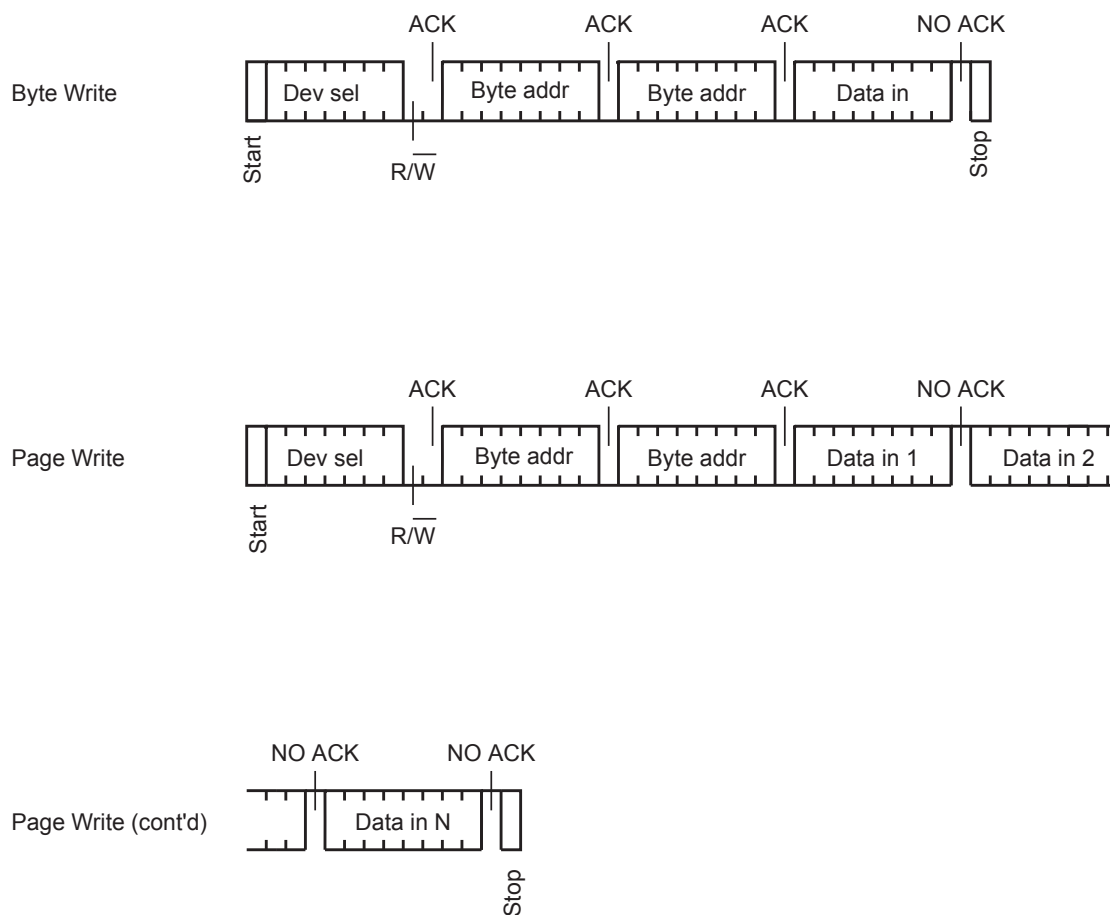 ACK ACK ACK NO ACK
Byte Write Dev sel Byte addr Byte addr Data in
Start R/W Stop
ACK ACK ACK NO ACK
Page Write Dev sel Byte addr Byte addr Data in 1 Data in 2
Start R/W
NO ACK NO ACK
Page Write (cont'd) Data in N
Stop